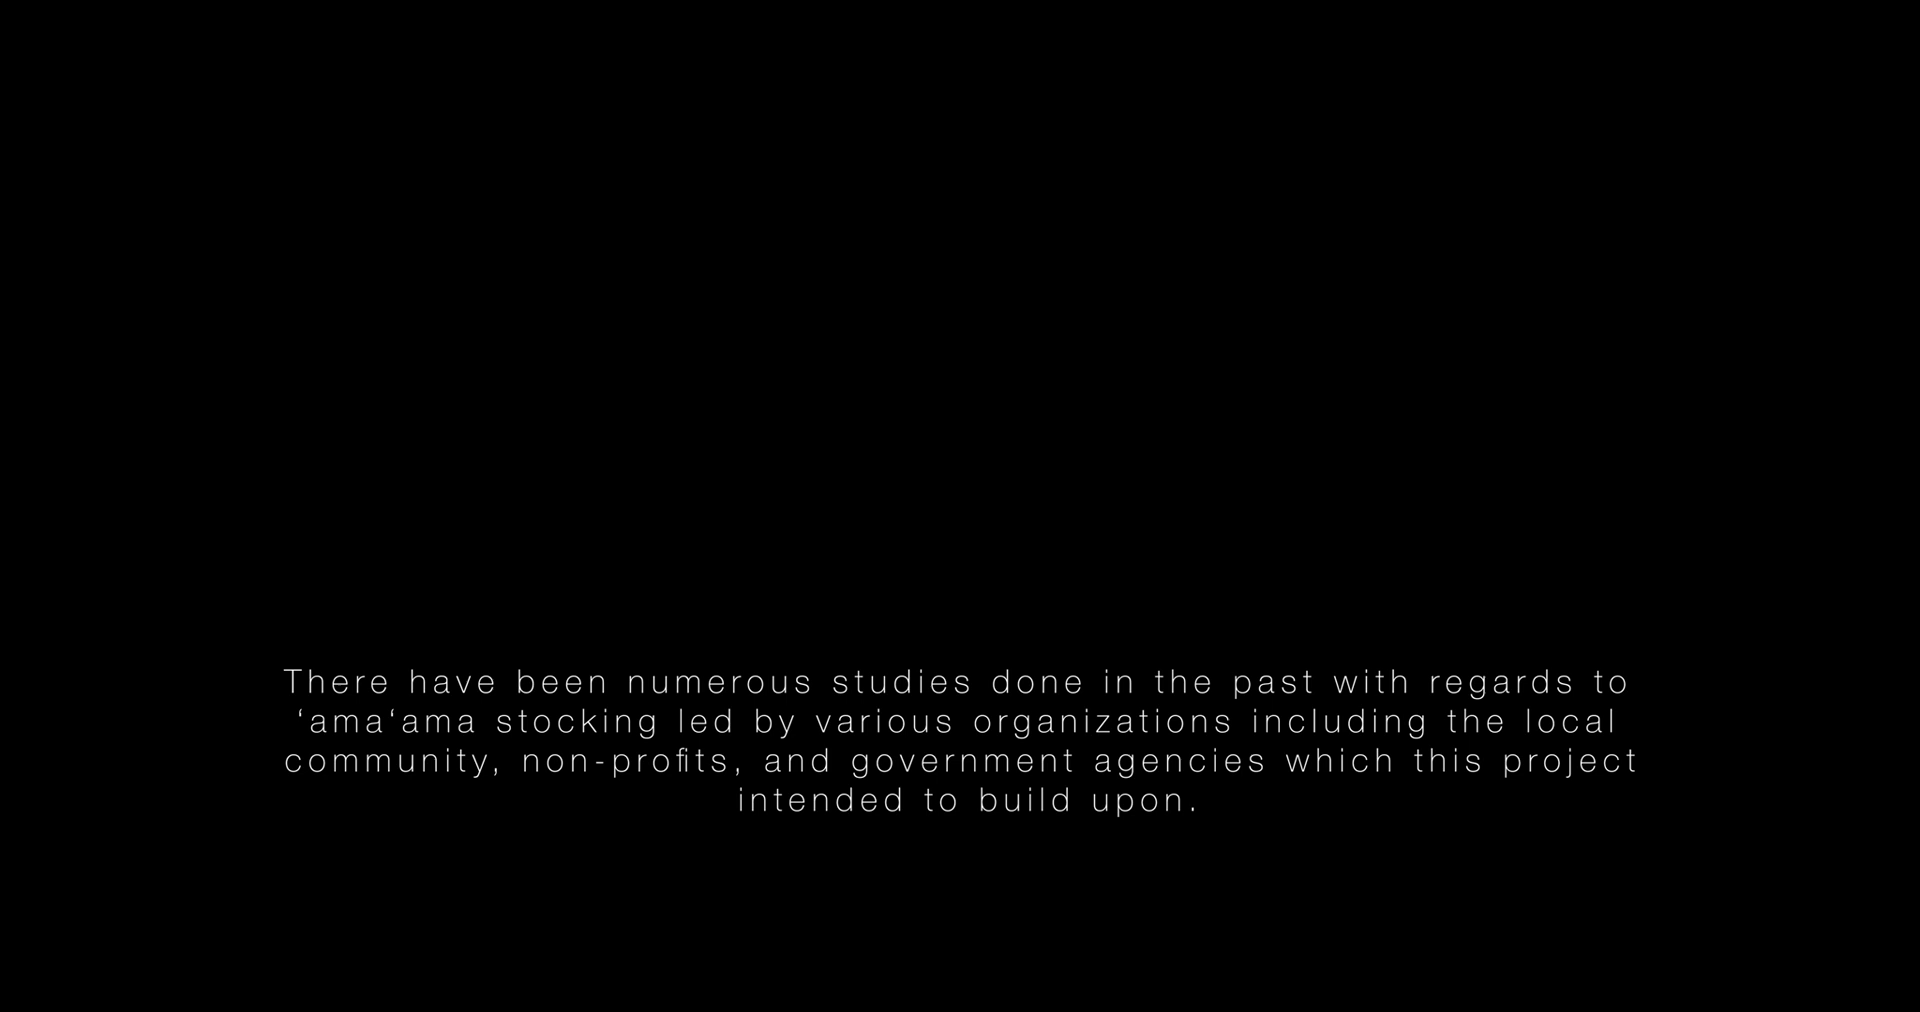 There have been numerous studies done in the past with regards to
‘ama‘ama stocking led by various organizations including the local
community, non-profits, and government agencies which this project
intended to build upon.